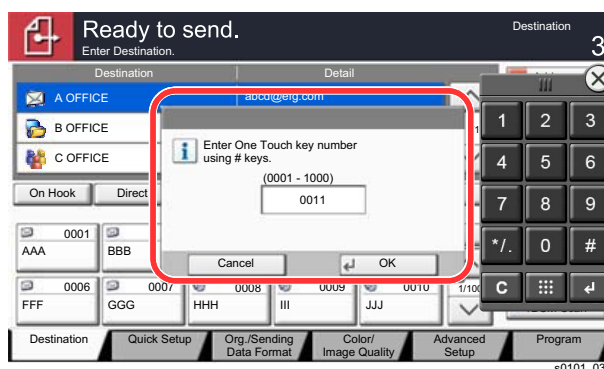 Ready to send.
Enter Destination.
Destination
3
Destination
Detail
A OFFICE
abcd@efg.com
B OFFICE
C OFFICE
Enter One Touch key number
using # keys.
(0001 - 1000)
0011
Cancel
OK
On Hook
Direct
0001
AAA
BBB
0006
FFF
0007
GGG
0008
HHH
0009
III
0010
JJJ
1/100
1 2 3
4 5 6
7 8 9
*/. 0 #
C
Destination
Quick Setup
Org./Sending
Data Format
Color/
Image Quality
Advanced
Setup
Program
s0101_03